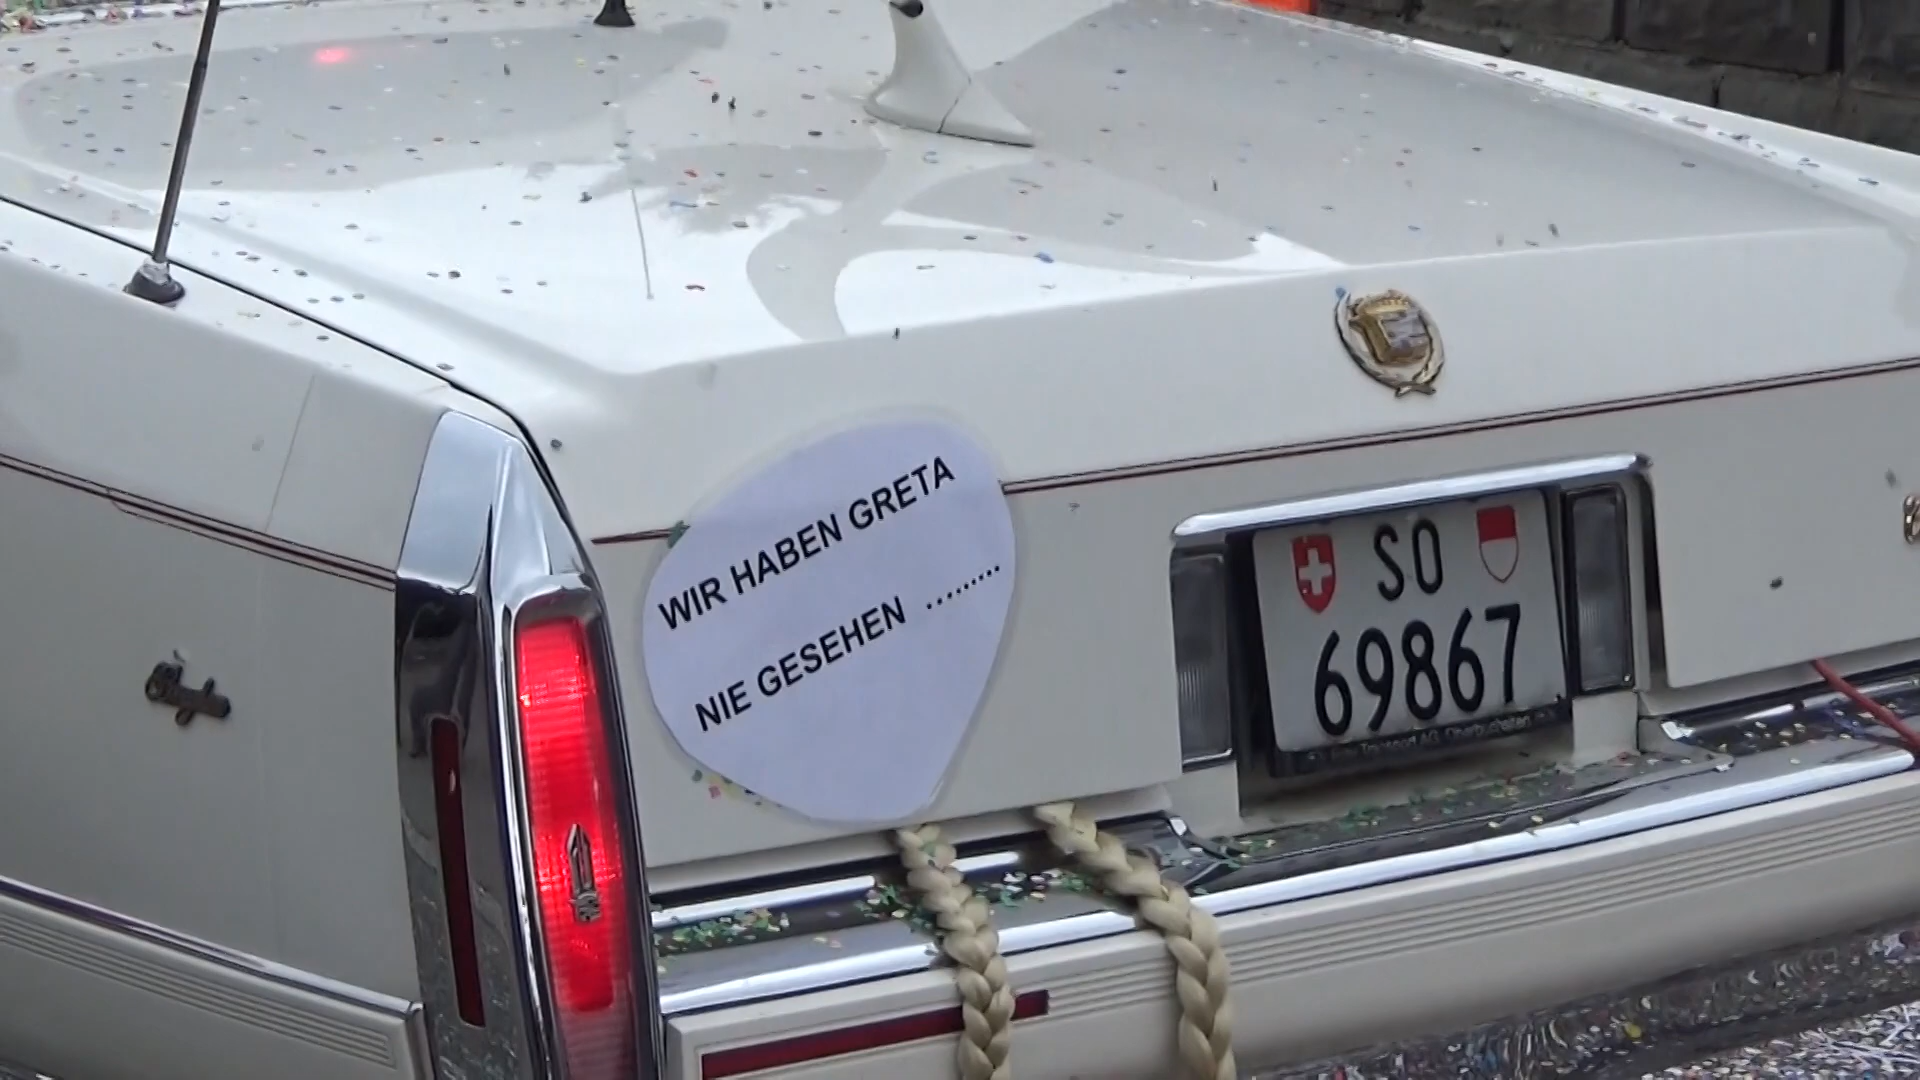 WIR HABEN GRETA
NIE GESEHEN .........
SO
69867